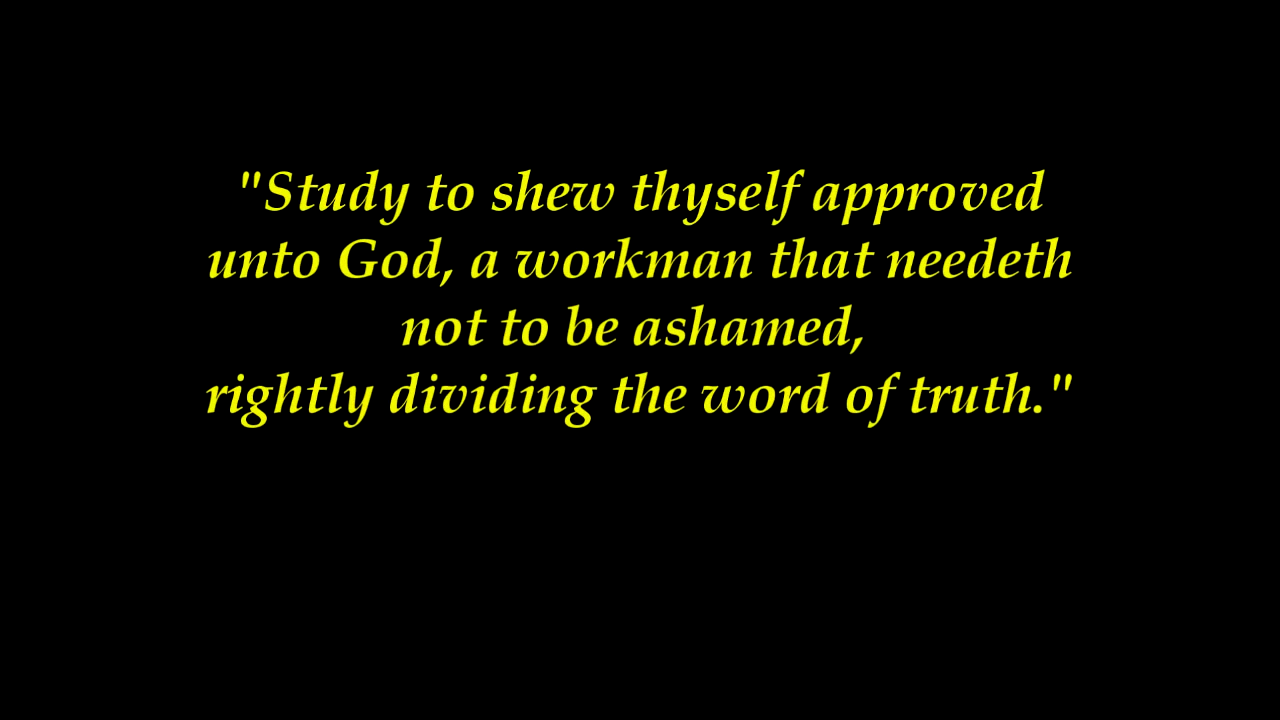 "Study to shew thyself approved
unto God, a workman that needeth
not to be ashamed,
rightly dividing the word of truth."